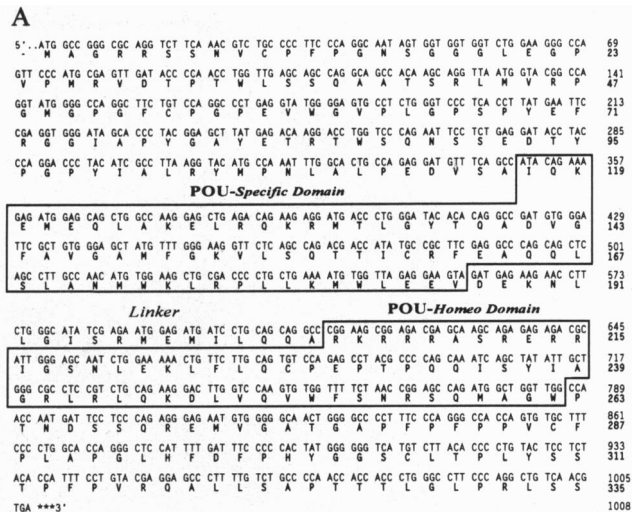 A
5'..ATG GCC GGG CGC AGG TCT TCA AAC GTC TGC CCC TTC CCA GGC AAT AGT GGT GGT GGT CTG GAA GGG CCA 69
- M A G R R S S N V C P F P G N S G G G L E G P 23
GTT CCC ATG CGA GTT GAT ACC CCA ACC TGG TTG AGC AGC CAG GCA GCC ACA AGC AGG TTA ATG GTA CGG CCA 141
V P M R V D T P T W L S S Q A A T S R L M V R P 47
GGT ATG GGG CCA GGC TTC TGT CCA GGC CCT GAG GTA TGG GGA GTG CCT CTG GGT CCC TCA CCT TAT GAA TTC 213
G M G P G F C P G P E V W G V P L G P S P Y E F 71
CGA GGT GGG ATA GCA CCC TAC GGA GCT TAT GAG ACA AGG ACC TGG TCC CAG AAT TCC TCT GAG GAT ACC TAC 285
R G G I A P Y G A Y E T R T W S Q N S S E D T Y 95
CCA GGA CCC TAC ATC GCC TTA AGG TAC ATG CCA AAT TTG GCA CTG CCA GAG GAT GTT TCA GCC ATA CAG AAA 357
P G P Y I A L R Y M P N L A L P E D V S A I Q K 119
POU-Specific Domain
GAG ATG GAG CAG CTG GCC AAG GAG CTG AGA CAG AAG AGG ATG ACC CTG GGA TAC ACA CAG GCC GAT GTG GGA 429
E M E Q L A K E L R Q K R M T L G Y T Q A D V G 143
TTC GCT GTG GGA GCT ATG TTT GGG AAG GTT CTC AGC CAG ACG ACC ATA TGC CGC TTC GAG GCC CAG CAG CTC 501
F A V G A M F G K V L S Q T T I C R F E A Q Q L 167
AGC CTT GCC AAC ATG TGG AAG CTG CGA CCC CTG CTG AAA ATG TGG TTA GAG GAA GTA GAT GAG AAG AAC CTT 573
S L A N M W K L R P L L K M W L E E V D E K N L 191
Linker
POU-Homeo Domain
CTG GGC ATA TCG AGA ATG GAG ATG ATC CTG CAG CAG GCC CGG AAG CGG AGA CGA GCA AGC AGA GAG AGA CGC 645
L G I S R M E M I L Q Q A R K R R R A S R E R R 215
ATT GGG AGC AAT CTG GAA AAA CTG TTC TTG CAG TGT CCA GAG CCT ACG CCC CAG CAA ATC AGC TAT ATT GCT 717
I G S N L E K L F L Q C P E P T P Q Q I S Y I A 239
GGG CGC CTC CGT CTG CAG AAG GAC TTG GTC CAA GTG TGG TTT TCT AAC CGG AGC CAG ATG GCT GGT TGG CCA 789
G R L R L Q K D L V Q V W F S N R S Q M A G W P 263
ACC AAT GAT TCC TCC CAG AGG GAG AAT GTG GGG GCA ACT GGG GCC CCT TTC CCA GGG CCA CCA GTG TGC TTT 861
T N D S S Q R E M V G A T G A P F P F P P V C F 287
CCC CTG GCA CCA GGG CTC CAT TTT GAT TTC CCC CAC TAT GGG GGG TCA TGT CTT ACA CCC CTG TAC TCC TCT 933
P L A P G L H F D F P H Y G G S C L T P L Y S S 311
ACA CCA TTT CCT GTA CGA GGA GCC CTT TTG TCT GCC CCA ACC ACC ACC CTG GGC CTT CCC AGG CTG TCA ACG 1005
T P F P V R Q A L L S A P T T T L G L P R L S S 335
TGA ***3' 1008